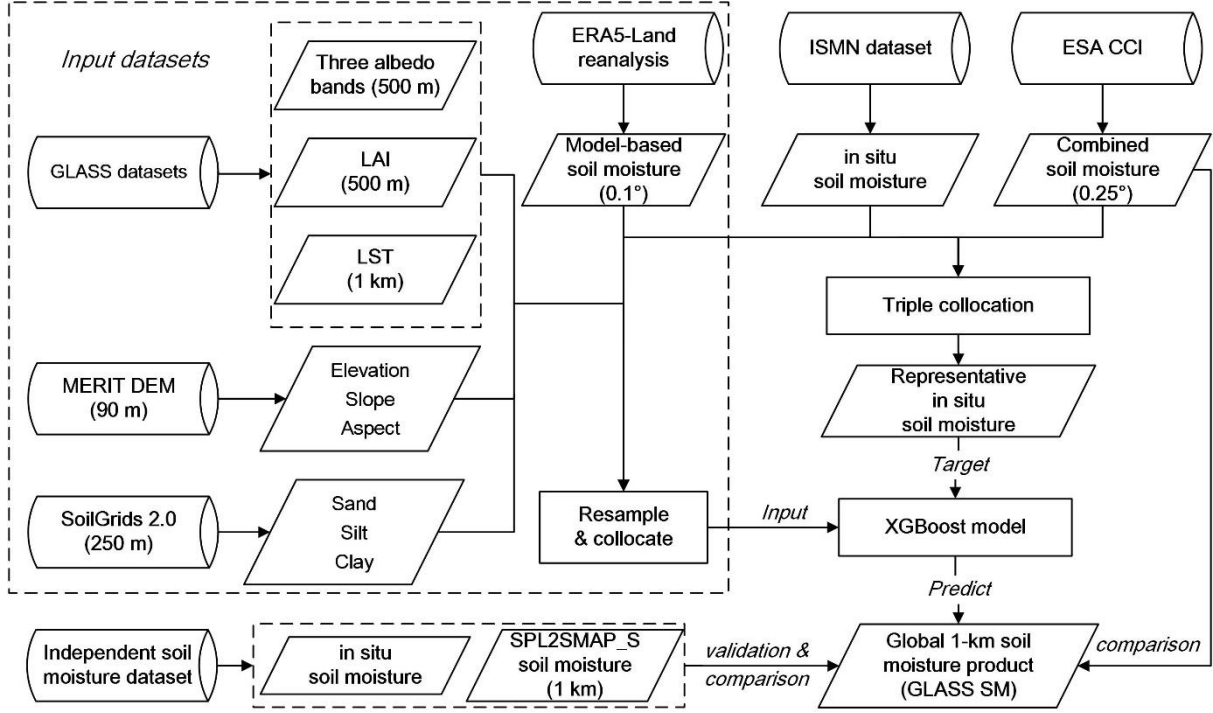 Input datasets
Three albedo
bands (500 m)
ERA5-Land
reanalysis
ISMN dataset
ESA CCI
GLASS datasets
LAI
(500 m)
Model-based
soil moisture
(0.1°)
in situ
soil moisture
Combined
soil moisture
(0.25°)
LST
(1 km)
Triple collocation
MERIT DEM
(90 m)
Elevation
Slope
Aspect
Representative
in situ
soil moisture
Target
SoilGrids 2.0
(250 m)
Sand
Silt
Clay
Resample
& collocate
Input
XGBoost model
Predict
Independent soil
moisture dataset
in situ
soil moisture
SPL2SMAP_S
soil moisture
(1 km)
validation &
comparison
Global 1-km soil
moisture product
(GLASS SM)
comparison